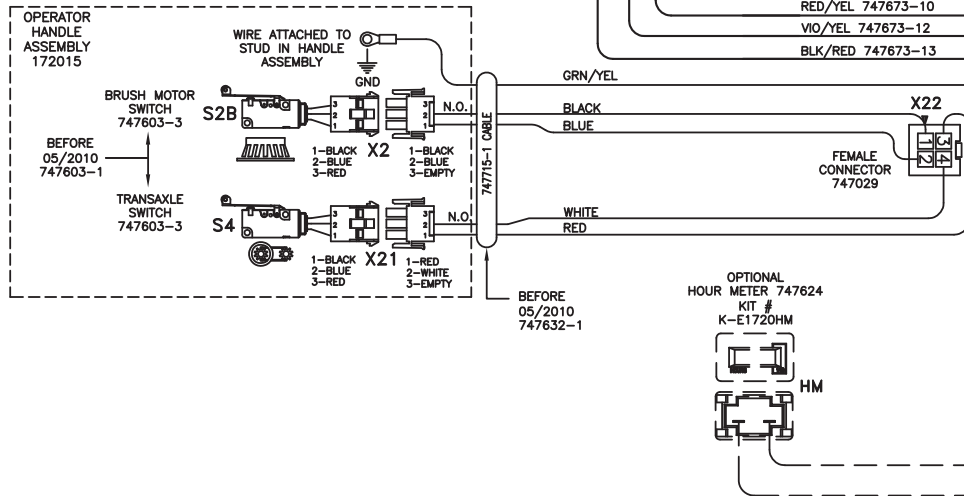 RED/YEL 747673-10
VIO/YEL 747673-12
BLK/RED 747673-13
OPERATOR
HANDLE
ASSEMBLY
172015
WIRE ATTACHED TO
STUD IN HANDLE
ASSEMBLY
GND
GRN/YEL
BRUSH MOTOR
SWITCH
747603-3
S2B
3
2
1
3
2
1
N.O.
X2
1-BLACK
2-BLUE
3-RED
1-BLACK
2-BLUE
3-EMPTY
BEFORE
05/2010
747603-1
TRANSAXLE
SWITCH
747603-3
S4
3
2
1
3
2
1
N.O.
X21
1-BLACK
2-BLUE
3-RED
1-RED
2-WHITE
3-EMPTY
747715-1 CABLE
BLACK
BLUE
WHITE
RED
X22
1
3
2
4
FEMALE
CONNECTOR
747029
BEFORE
05/2010
747632-1
OPTIONAL
HOUR METER 747624
KIT #
K-E1720HM
HM